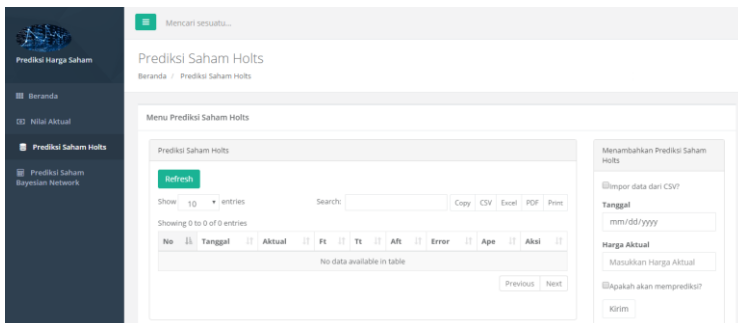 Mencari sesuatu...
Prediksi Harga Saham
Beranda
Nilai Aktual
Prediksi Saham Holts
Prediksi Saham
Bayesian Network
Prediksi Saham Holts
Beranda / Prediksi Saham Holts
Menu Prediksi Saham Holts
Prediksi Saham Holts
Refresh
Show 10 entries Search: Copy CSV Excel PDF Print
Showing 0 to 0 of 0 entries
No Tanggal Aktual Ft Tt Aft Error Ape Aksi
No data available in table
Previous Next
Menambahkan Prediksi Saham
Holts
Impor data dari CSV?
Tanggal
mm/dd/yyyy
Harga Aktual
Masukkan Harga Aktual
Apakah akan memprediksi?
Kirim